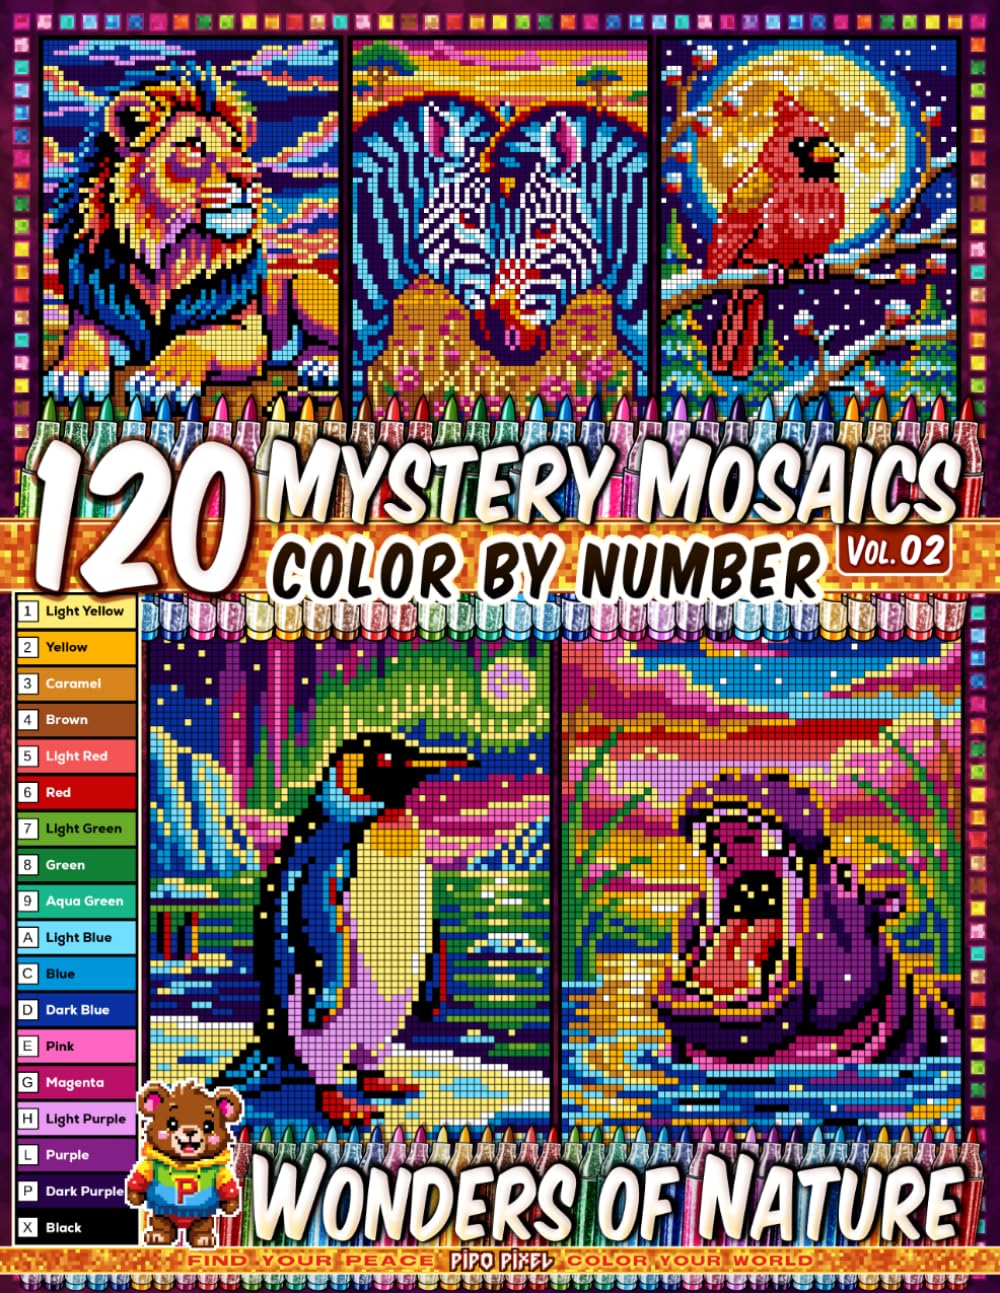 120 MYSTERY MOSAICS
COLOR BY NUMBER VOL. 02
1 Light Yellow
2 Yellow
3 Caramel
4 Brown
5 Light Red
6 Red
7 Light Green
8 Green
9 Aqua Green
A Light Blue
C Blue
D Dark Blue
E Pink
G Magenta
H Light Purple
L Purple
P Dark Purple
X Black
P
WONDERS OF NATURE
FIND YOUR PEACE PIPO PIXEL COLOR YOUR WORLD